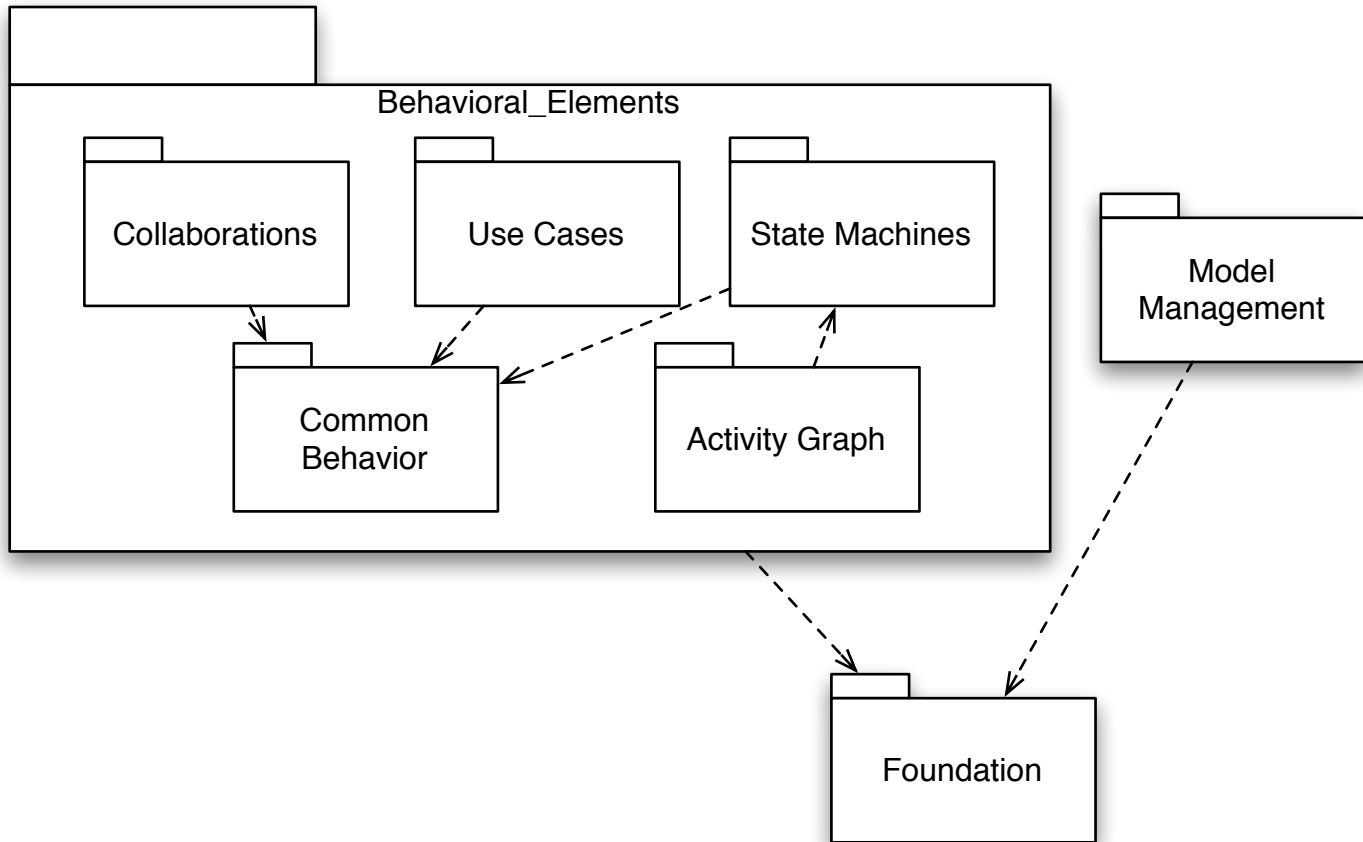 Behavioral_Elements
Collaborations
Use Cases
State Machines
Model
Management
Common
Behavior
Activity Graph
Foundation